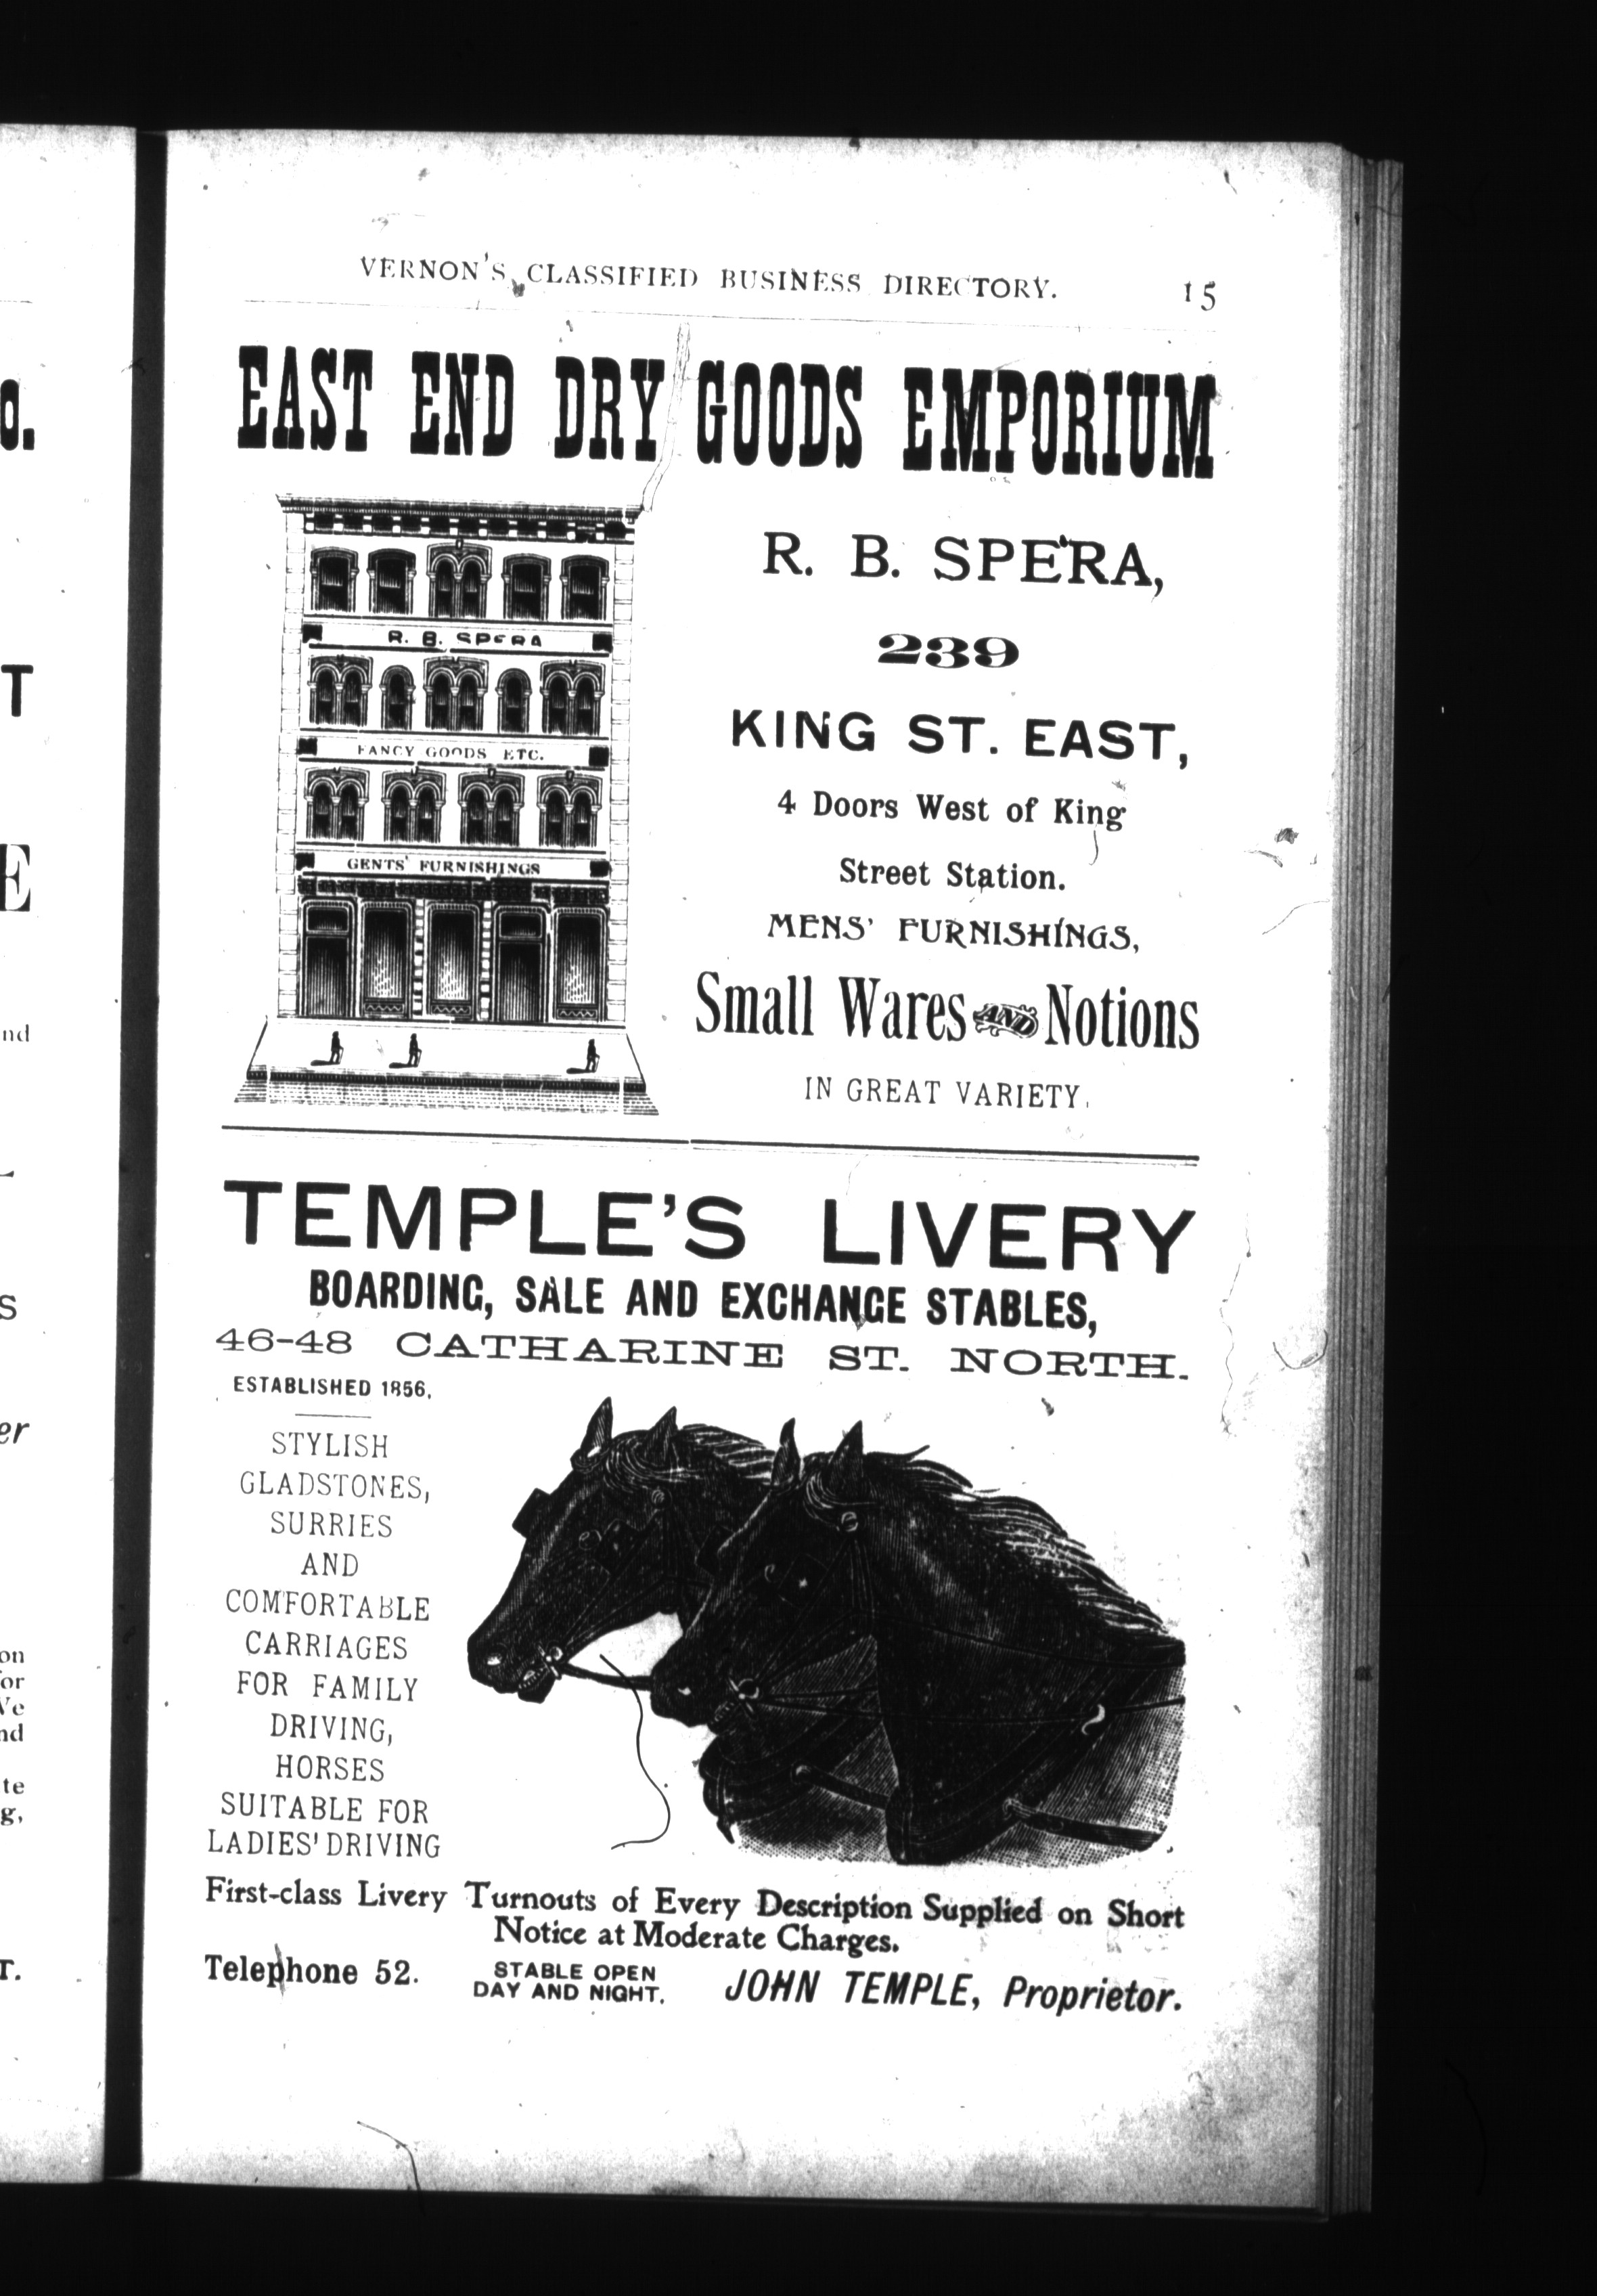 VERNON'S CLASSIFIED BUSINESS DIRECTORY. 15
EAST END DRY GOODS EMPORIUM
R. B. SPERA
FANCY GOODS ETC.
GENTS' FURNISHINGS
R. B. SPERA,
239
KING ST. EAST,
4 Doors West of King
Street Station.
MENS' FURNISHINGS,
Small Wares AND Notions
IN GREAT VARIETY.
TEMPLE'S LIVERY
BOARDING, SALE AND EXCHANGE STABLES,
46-48 CATHARINE ST. NORTH.
ESTABLISHED 1856.
STYLISH
GLADSTONES,
SURRIES
AND
COMFORTABLE
CARRIAGES
FOR FAMILY
DRIVING,
HORSES
SUITABLE FOR
LADIES' DRIVING
First-class Livery Turnouts of Every Description Supplied on Short
Notice at Moderate Charges.
Telephone 52.
STABLE OPEN
DAY AND NIGHT.
JOHN TEMPLE, Proprietor.